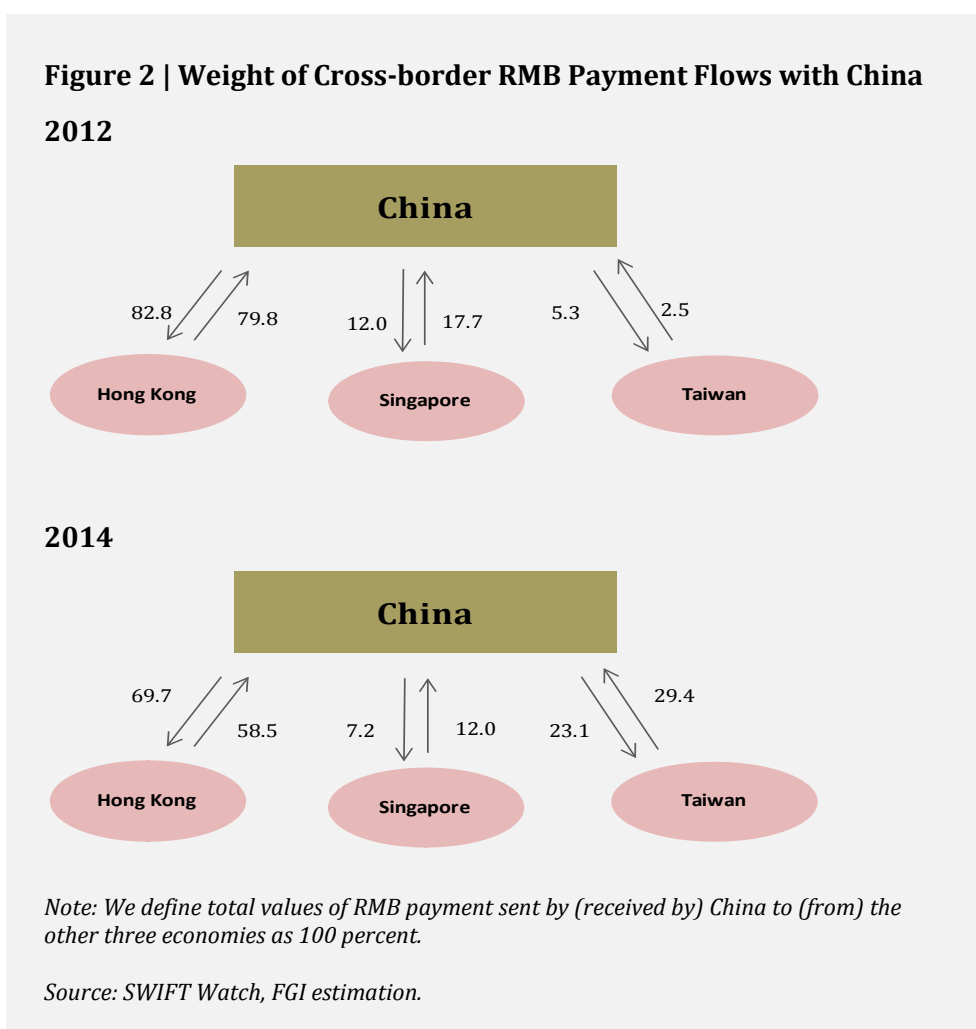 Figure 2 | Weight of Cross-border RMB Payment Flows with China
2012
China
82.8
79.8
12.0
17.7
5.3
2.5
Hong Kong
Singapore
Taiwan
2014
China
69.7
58.5
7.2
12.0
23.1
29.4
Hong Kong
Singapore
Taiwan
Note: We define total values of RMB payment sent by (received by) China to (from) the
other three economies as 100 percent.
Source: SWIFT Watch, FGI estimation.